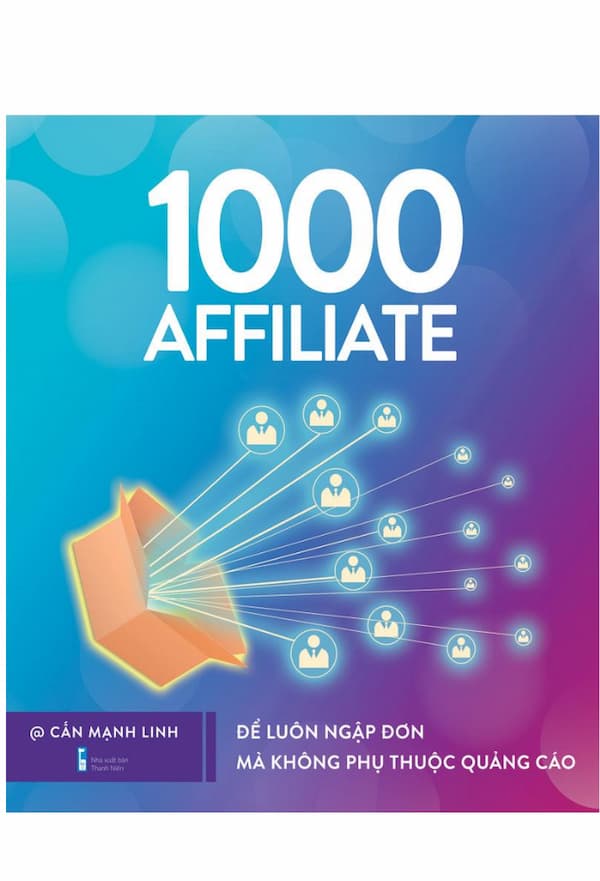 1000
AFFILIATE
@ CẤN MẠNH LINH
Nhà xuất bản
Thanh Niên
ĐỂ LUÔN NGẬP ĐƠN
MÀ KHÔNG PHỤ THUỘC QUẢNG CÁO